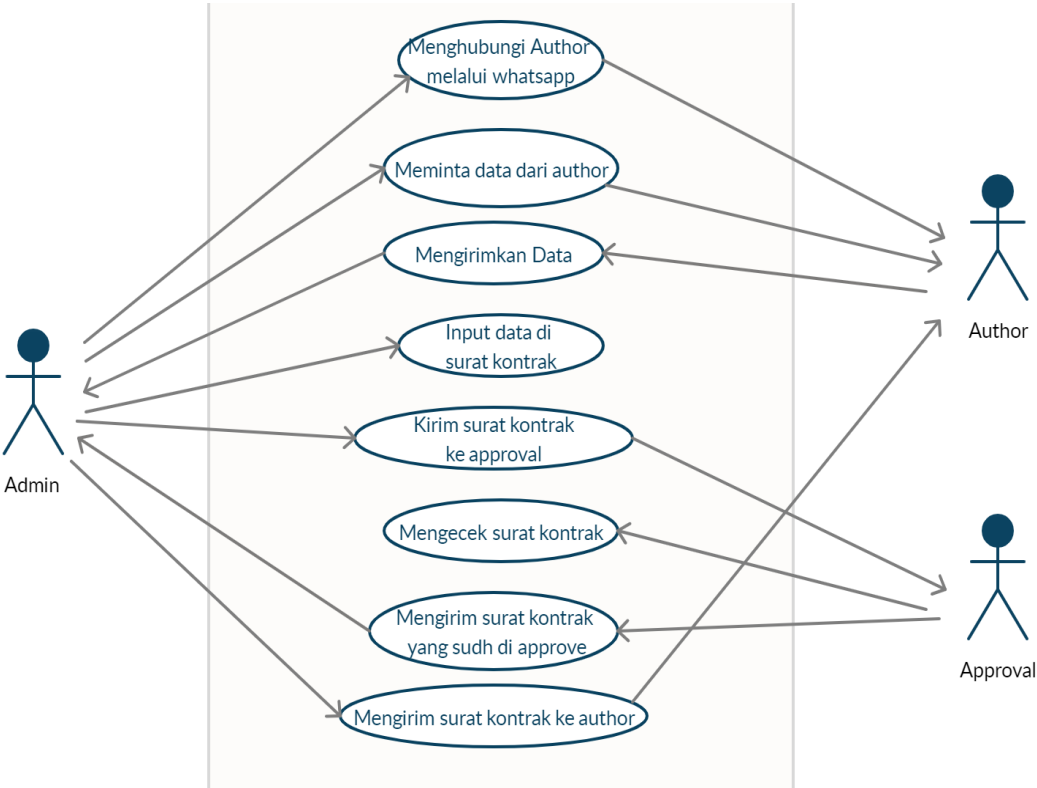 Menghubungi Author
melalui whatsapp
Meminta data dari author
Mengirimkan Data
Input data di
surat kontrak
Kirim surat kontrak
ke approval
Mengecek surat kontrak
Mengirim surat kontrak
yang sudh di approve
Mengirim surat kontrak ke author
Admin
Author
Approval